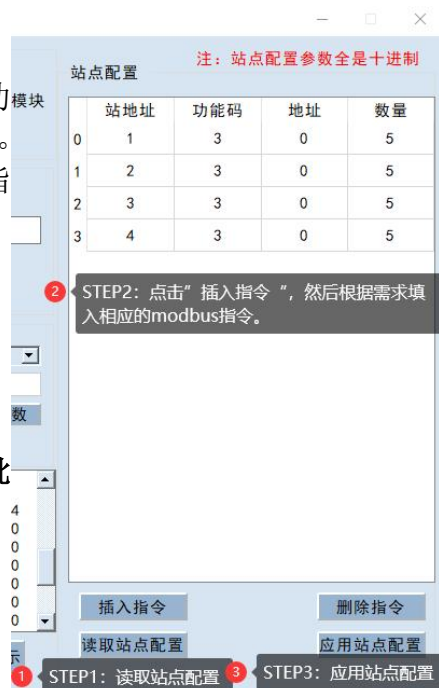 注：站点配置参数全是十进制
站点配置
模块
。
站地址 功能码 地址 数量
0 1 3 0 5
1 2 3 0 5
2 3 3 0 5
3 4 3 0 5
2 STEP2：点击”插入指令“，然后根据需求填
入相应的modbus指令。
数
4
0
0
0
0
0
0
插入指令 删除指令
读取站点配置 应用站点配置
示
1 STEP1：读取站点配置 3 STEP3：应用站点配置